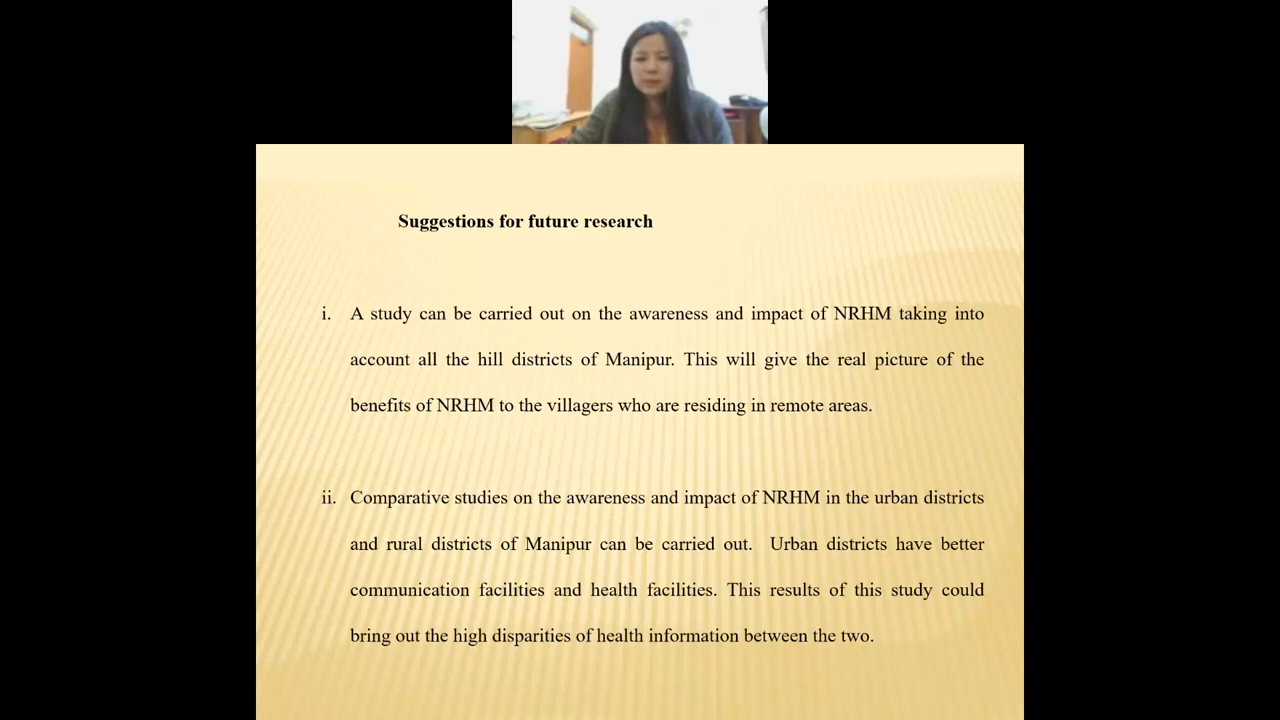 Suggestions for future research
i. A study can be carried out on the awareness and impact of NRHM taking into
account all the hill districts of Manipur. This will give the real picture of the
benefits of NRHM to the villagers who are residing in remote areas.
ii. Comparative studies on the awareness and impact of NRHM in the urban districts
and rural districts of Manipur can be carried out. Urban districts have better
communication facilities and health facilities. This results of this study could
bring out the high disparities of health information between the two.